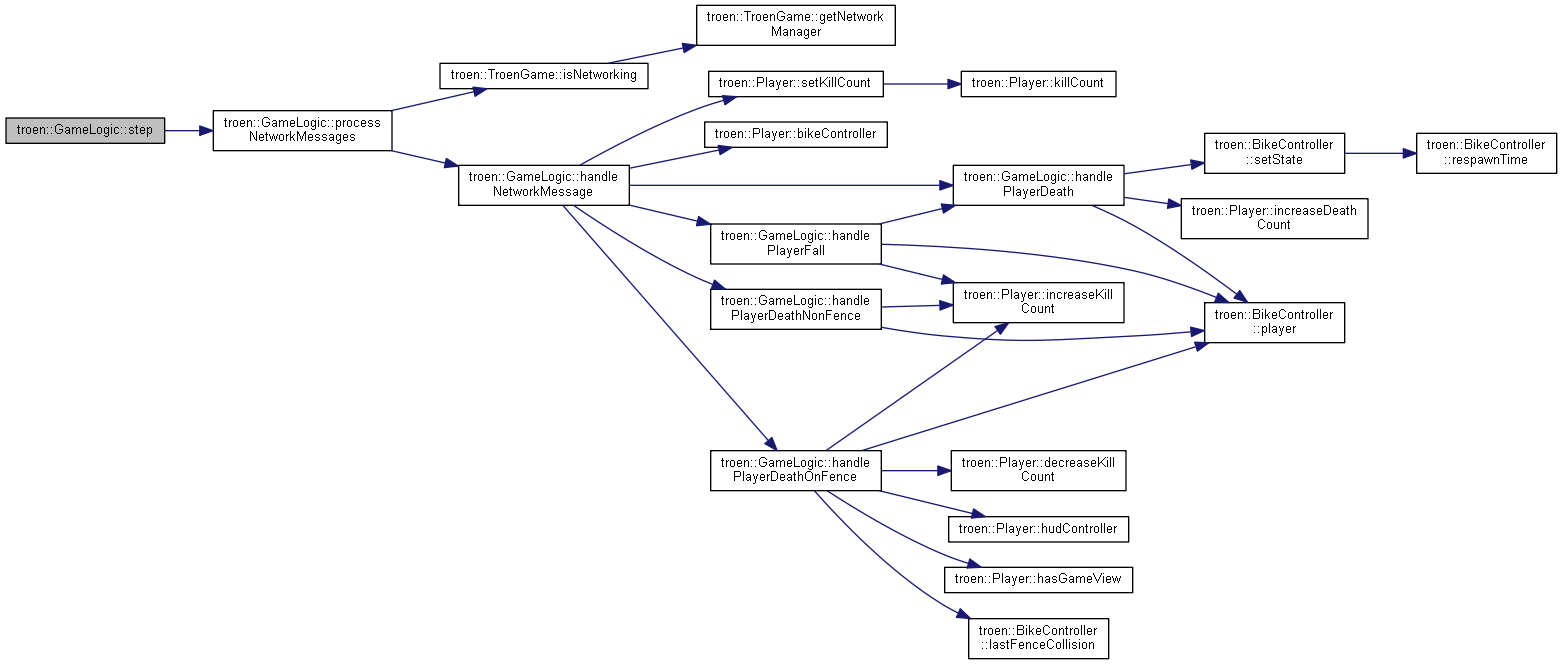 troen::GameLogic::step
troen::GameLogic::process
NetworkMessages
troen::TroenGame::isNetworking
troen::TroenGame::getNetwork
Manager
troen::GameLogic::handle
NetworkMessage
troen::Player::setKillCount
troen::Player::killCount
troen::Player::bikeController
troen::GameLogic::handle
PlayerDeath
troen::BikeController
::setState
troen::BikeController
::respawnTime
troen::Player::increaseDeath
Count
troen::GameLogic::handle
PlayerFall
troen::GameLogic::handle
PlayerDeathNonFence
troen::Player::increaseKill
Count
troen::BikeController
::player
troen::GameLogic::handle
PlayerDeathOnFence
troen::Player::decreaseKill
Count
troen::Player::hudController
troen::Player::hasGameView
troen::BikeController
::lastFenceCollision